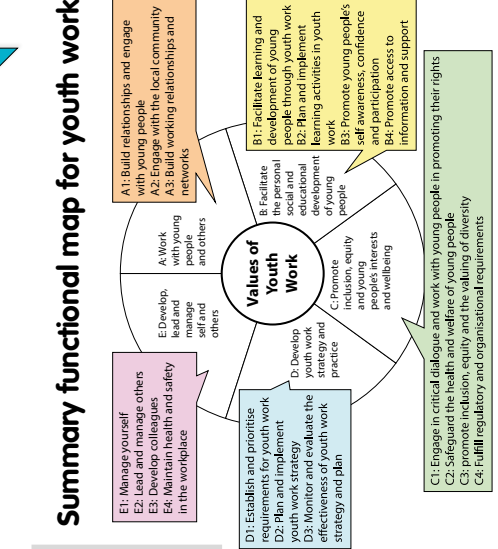 Summary functional map for youth work
E1: Manage yourself
E2: Lead and manage others
E3: Develop colleagues
E4: Maintain health and safety
in the workplace
A1: Build relationships and engage
with young people
A2: Engage with the local community
A3: Build working relationships and
networks
E: Develop,
lead and
manage
self and
others
A: Work
with young
people
and others
Values of
Youth
Work
D: Develop
youth work
strategy and
practice
B: Facilitate
the personal
social and
educational
development
of young
people
C: Promote
inclusion, equity
and young
people's interests
and wellbeing
D1: Establish and prioritise
requirements for youth work
D2: Plan and implement
youth work strategy
D3: Monitor and evaluate the
effectiveness of youth work
strategy and plan
B1: Facilitate learning and
development of young
people through youth work
B2: Plan and implement
learning activities in youth
work
B3: Promote young people's
self awareness, confidence
and participation
B4: Promote access to
information and support
C1: Engage in critical dialogue and work with young people in promoting their rights
C2: Safeguard the health and welfare of young people
C3: promote inclusion, equity and the valuing of diversity
C4: Fulfill regulatory and organisational requirements